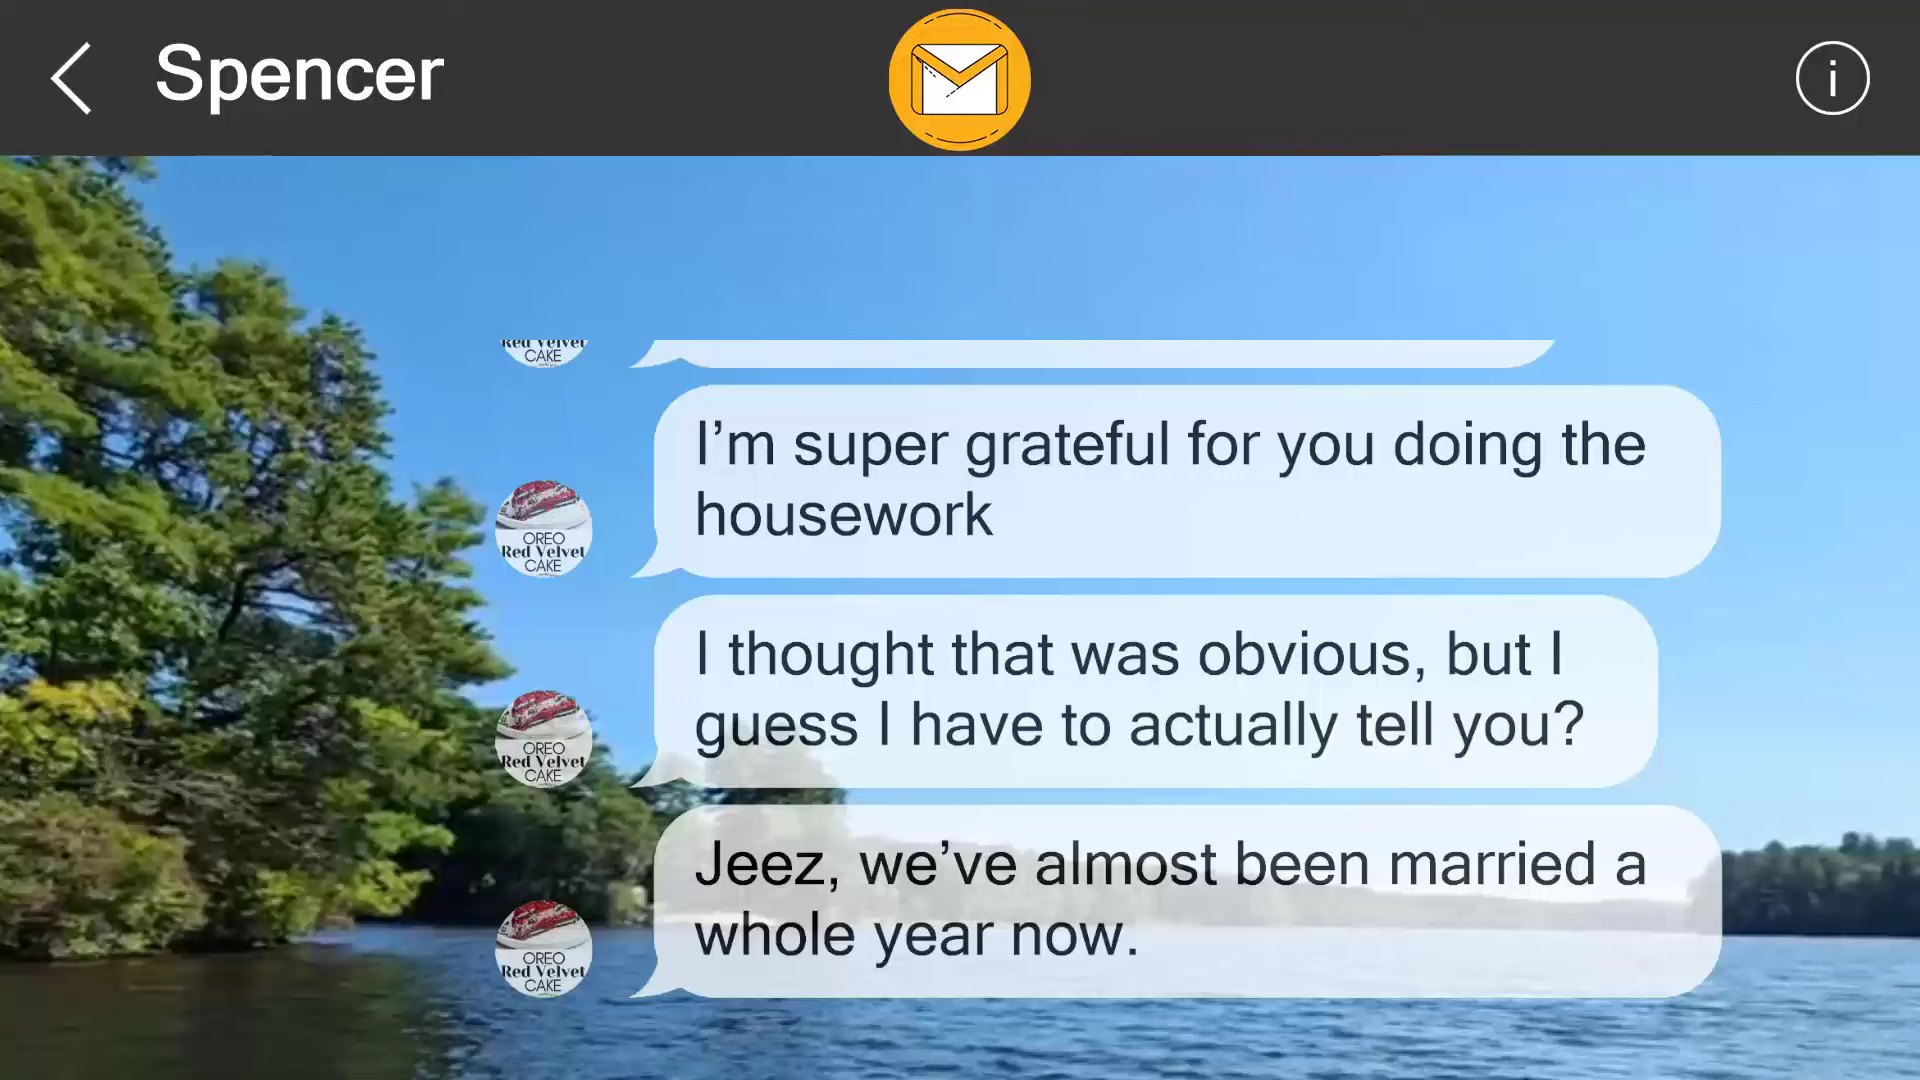 Spencer
Red Velvet
CAKE
I’m super grateful for you doing the
housework
OREO
Red Velvet
CAKE
I thought that was obvious, but I
guess I have to actually tell you?
OREO
Red Velvet
CAKE
Jeez, we’ve almost been married a
whole year now.
OREO
Red Velvet
CAKE